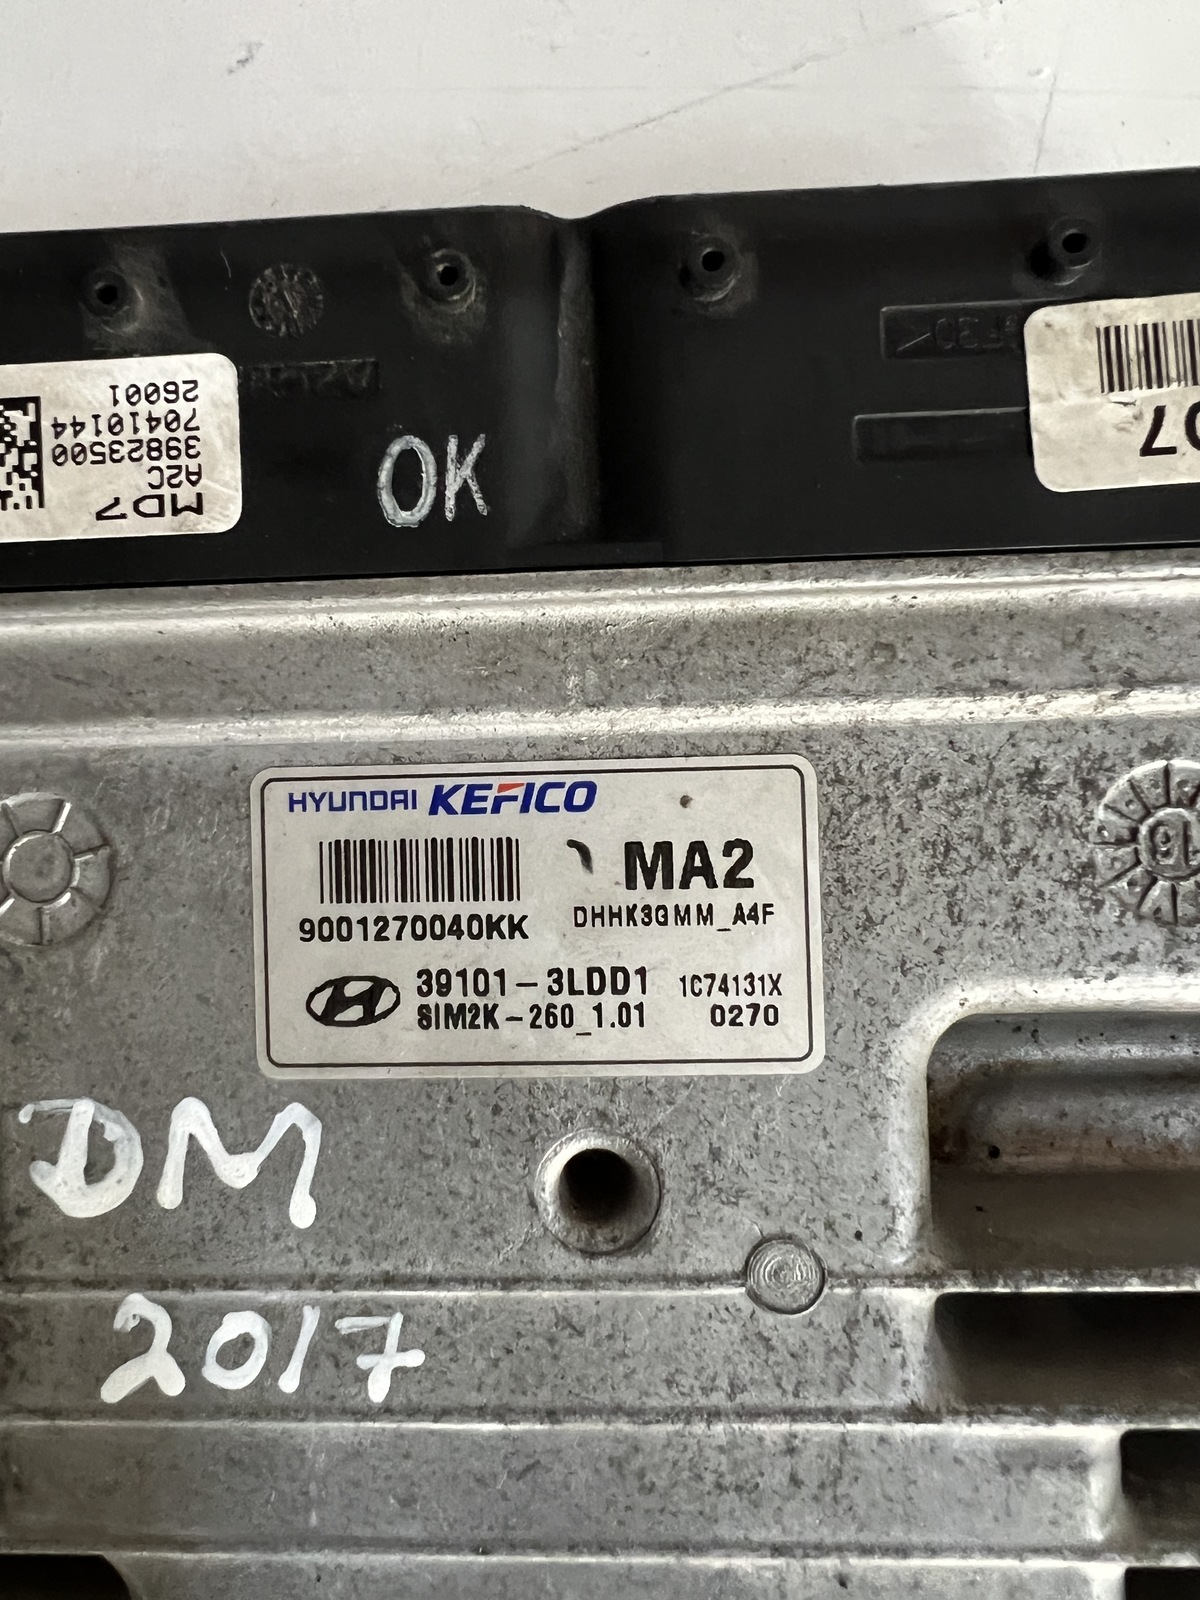 MD7
A2C
39823500
70410144
26001
OK
D7
HYUNDAI KEFICO
MA2
9001270040KK
DHHK3GMM_A4F
39101-3LDD1
1C74131X
SIM2K-260_1.01
0270
DM
2017